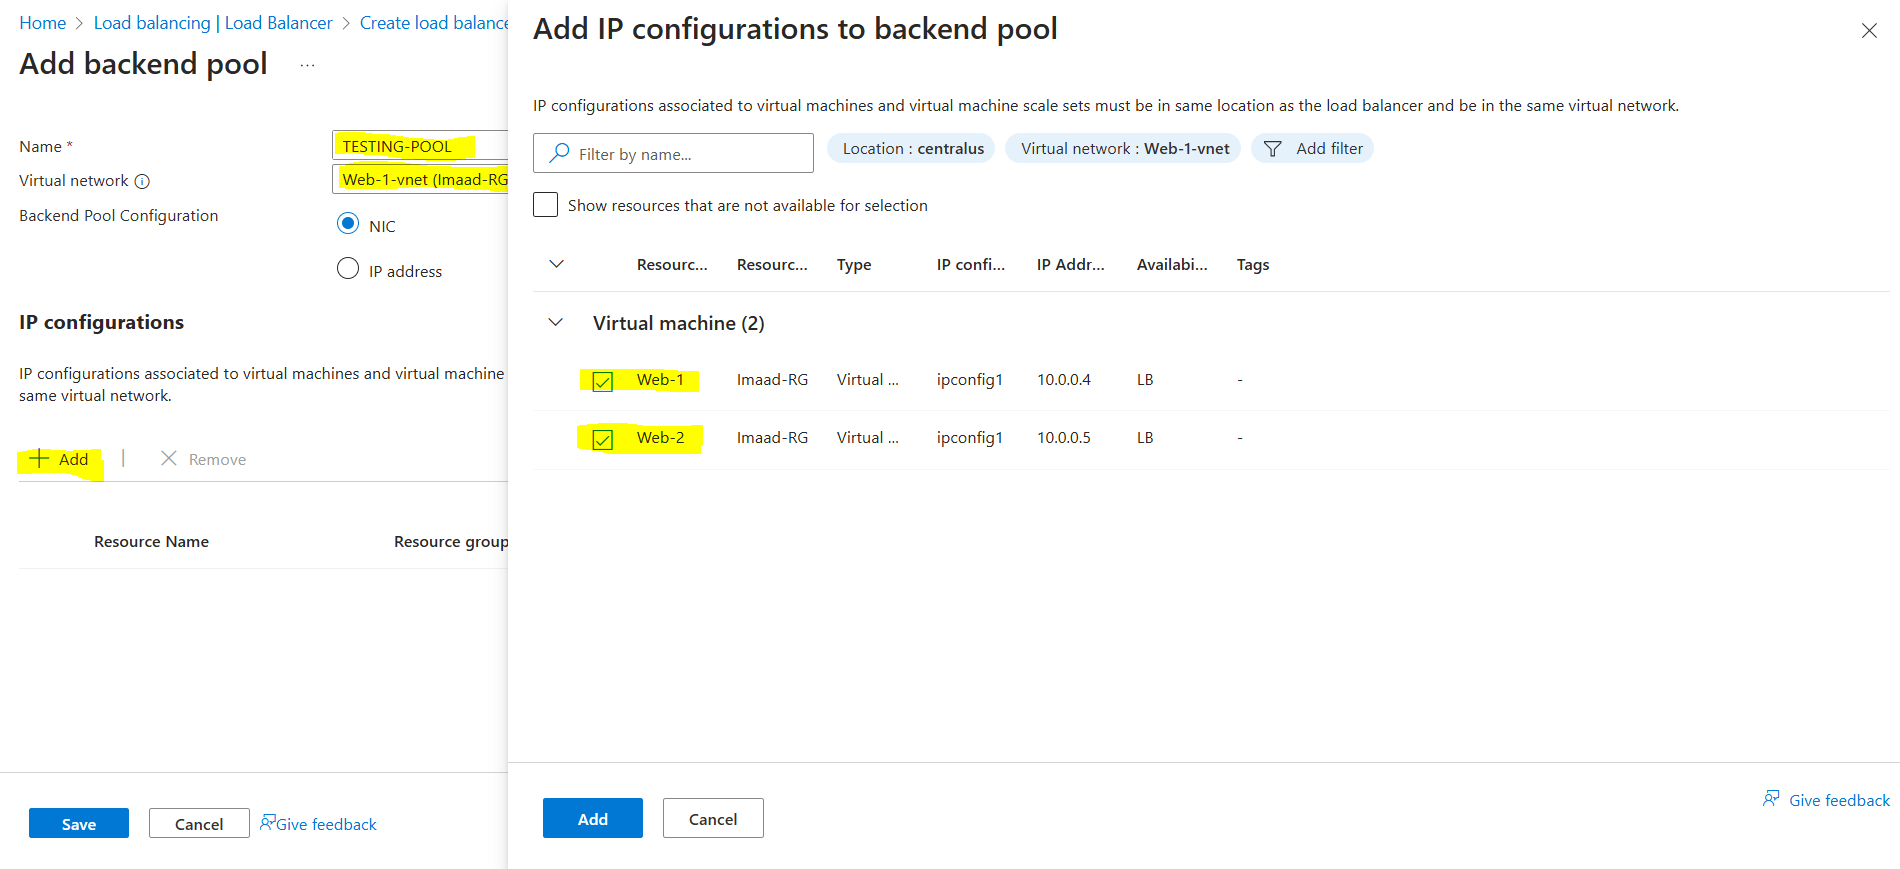 Home > Load balancing | Load Balancer > Create load balance
Add backend pool ...
Name *
TESTING-POOL
Virtual network
Web-1-vnet (Imaad-RG
Backend Pool Configuration
NIC
IP address
IP configurations
IP configurations associated to virtual machines and virtual machine
same virtual network.
Add | Remove
Resource Name Resource group
Save Cancel Give feedback
Add IP configurations to backend pool
IP configurations associated to virtual machines and virtual machine scale sets must be in same location as the load balancer and be in the same virtual network.
Filter by name... Location : centralus Virtual network : Web-1-vnet Add filter
Show resources that are not available for selection
Resourc... Resourc... Type IP confi... IP Addr... Availabi... Tags
Virtual machine (2)
Web-1 Imaad-RG Virtual ... ipconfig1 10.0.0.4 LB -
Web-2 Imaad-RG Virtual ... ipconfig1 10.0.0.5 LB -
Add Cancel
Give feedback